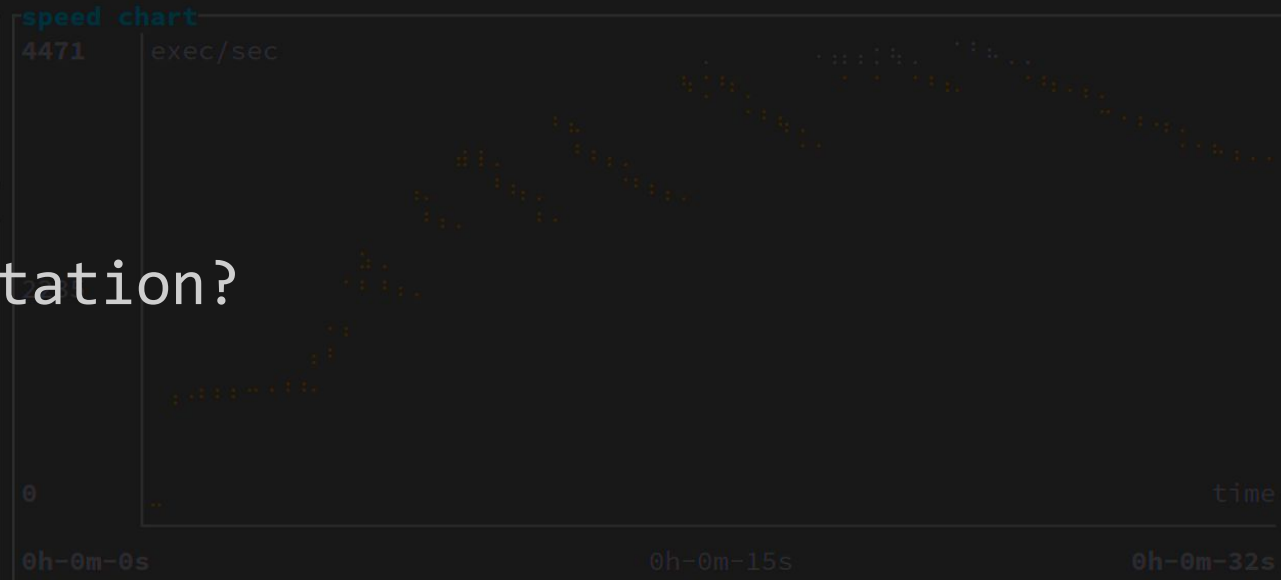 speed chart
4471 exec/sec
tation?
0 time
0h-0m-0s 0h-0m-15s 0h-0m-32s